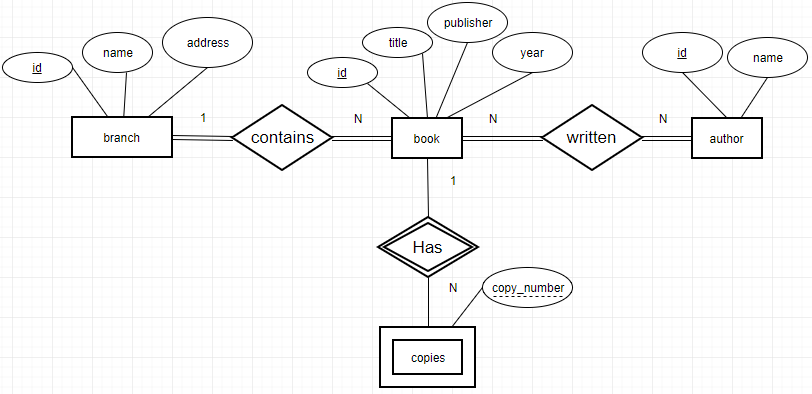 id
name
address
id
title
publisher
year
id
name
branch
1
contains
N
book
N
written
N
author
1
Has
N
copy_number
copies